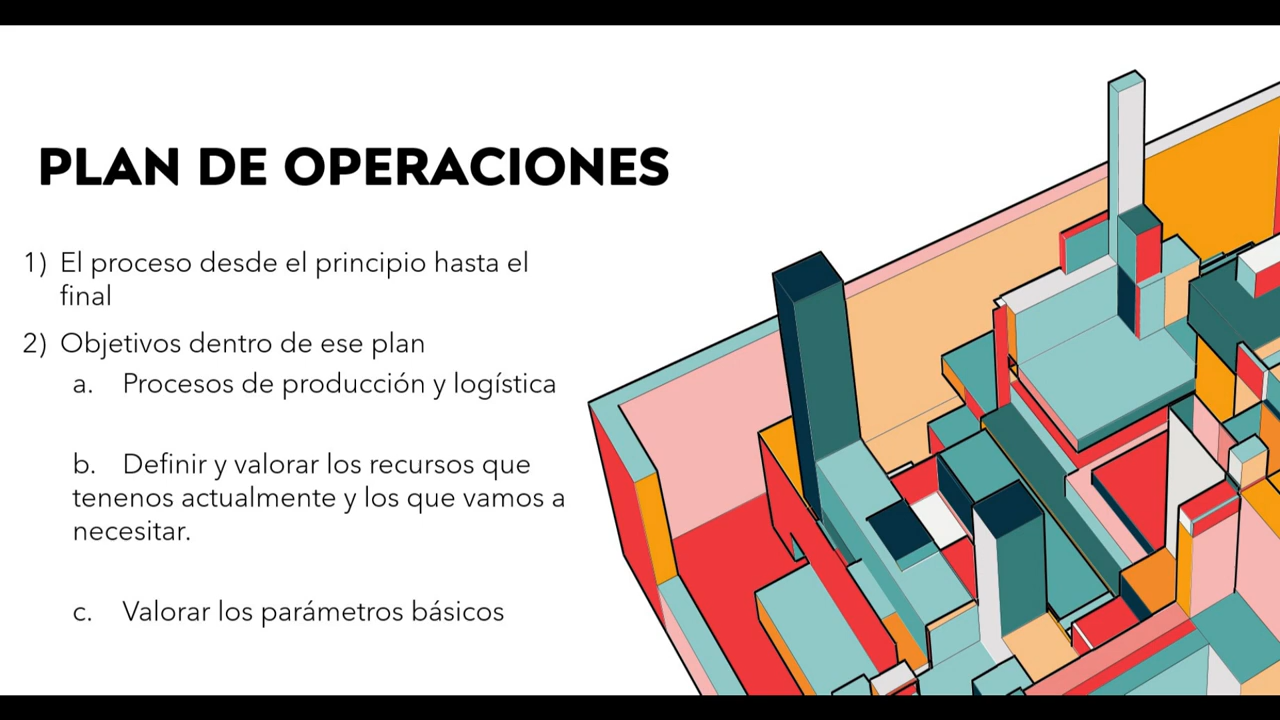 PLAN DE OPERACIONES
1) El proceso desde el principio hasta el
final
2) Objetivos dentro de ese plan
a. Procesos de producción y logística
b. Definir y valorar los recursos que
tenenos actualmente y los que vamos a
necesitar.
c. Valorar los parámetros básicos